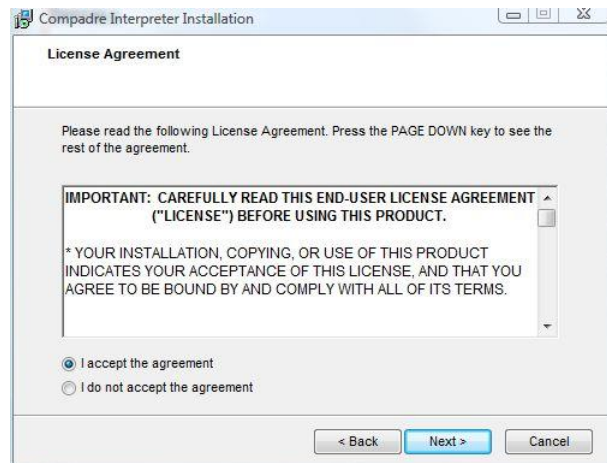 Compadre Interpreter Installation
License Agreement
Please read the following License Agreement. Press the PAGE DOWN key to see the
rest of the agreement.
IMPORTANT: CAREFULLY READ THIS END-USER LICENSE AGREEMENT
("LICENSE") BEFORE USING THIS PRODUCT.
* YOUR INSTALLATION, COPYING, OR USE OF THIS PRODUCT
INDICATES YOUR ACCEPTANCE OF THIS LICENSE, AND THAT YOU
AGREE TO BE BOUND BY AND COMPLY WITH ALL OF ITS TERMS.
I accept the agreement
I do not accept the agreement
< Back Next > Cancel